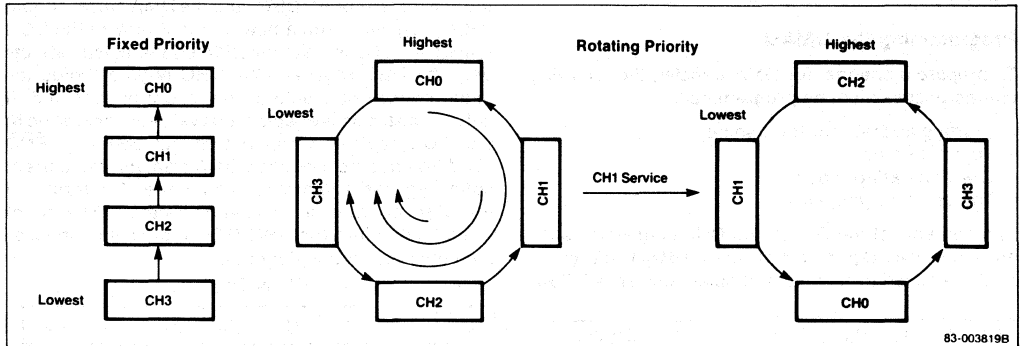 Fixed Priority
Highest
CH0
CH1
CH2
Lowest
CH3
Highest
CH0
Lowest
CH3
CH1
CH2
Rotating Priority
CH1 Service
Highest
CH2
Lowest
CH1
CH3
CH0
83-003819B